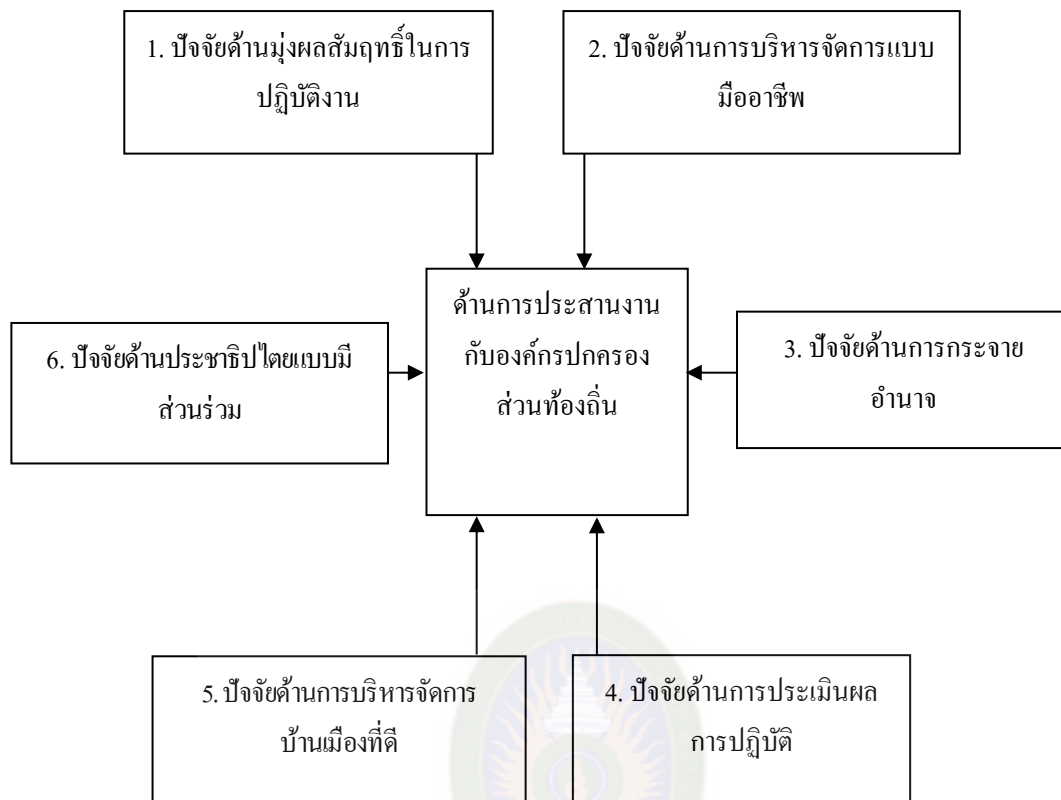 1. ปัจจัยด้านมุ่งผลสัมฤทธิ์ในการ
ปฏิบัติงาน
2. ปัจจัยด้านการบริหารจัดการแบบ
มืออาชีพ
ด้านการประสานงาน
กับองค์กรปกครอง
ส่วนท้องถิ่น
6. ปัจจัยด้านประชาธิปไตยแบบมี
ส่วนร่วม
3. ปัจจัยด้านการกระจาย
อำนาจ
5. ปัจจัยด้านการบริหารจัดการ
บ้านเมืองที่ดี
4. ปัจจัยด้านการประเมินผล
การปฏิบัติ